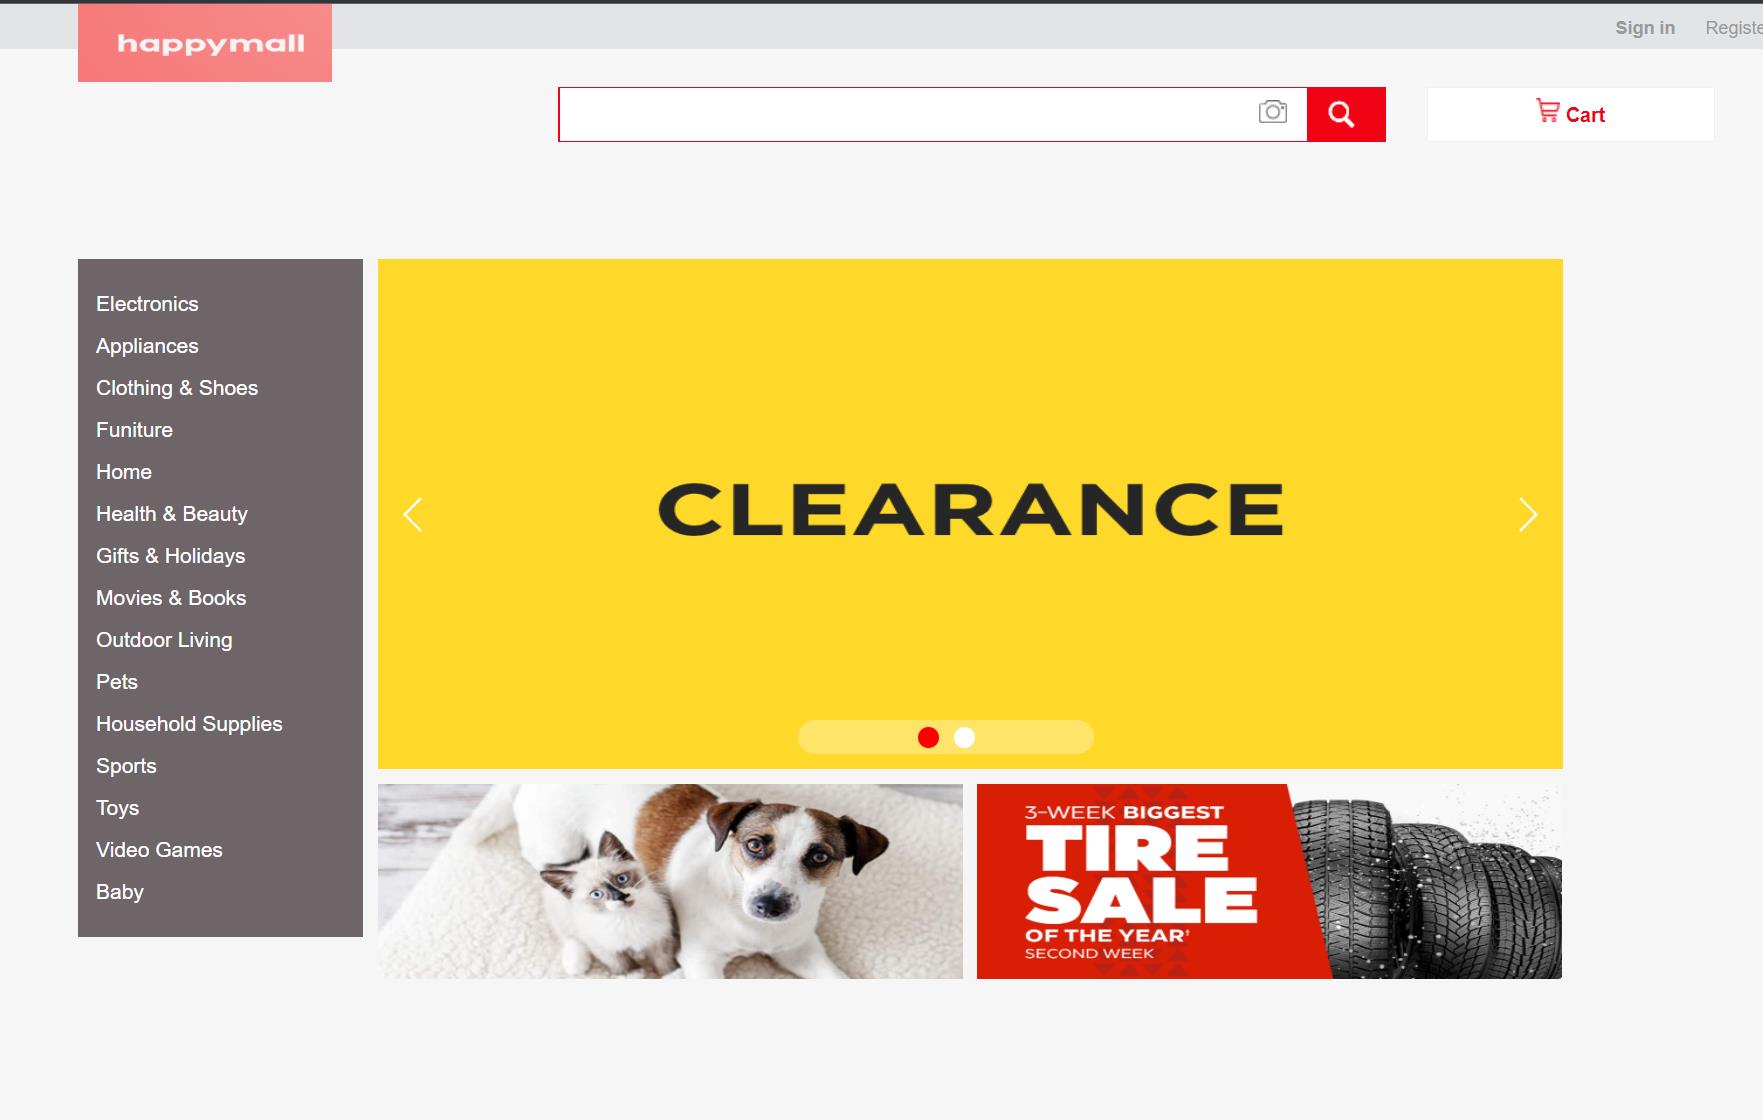 happymall
Sign in
Registe
Cart
Electronics
Appliances
Clothing & Shoes
Funiture
Home
Health & Beauty
Gifts & Holidays
Movies & Books
Outdoor Living
Pets
Household Supplies
Sports
Toys
Video Games
Baby
CLEARANCE
3-WEEK BIGGEST
TIRE
SALE
OF THE YEAR†
SECOND WEEK